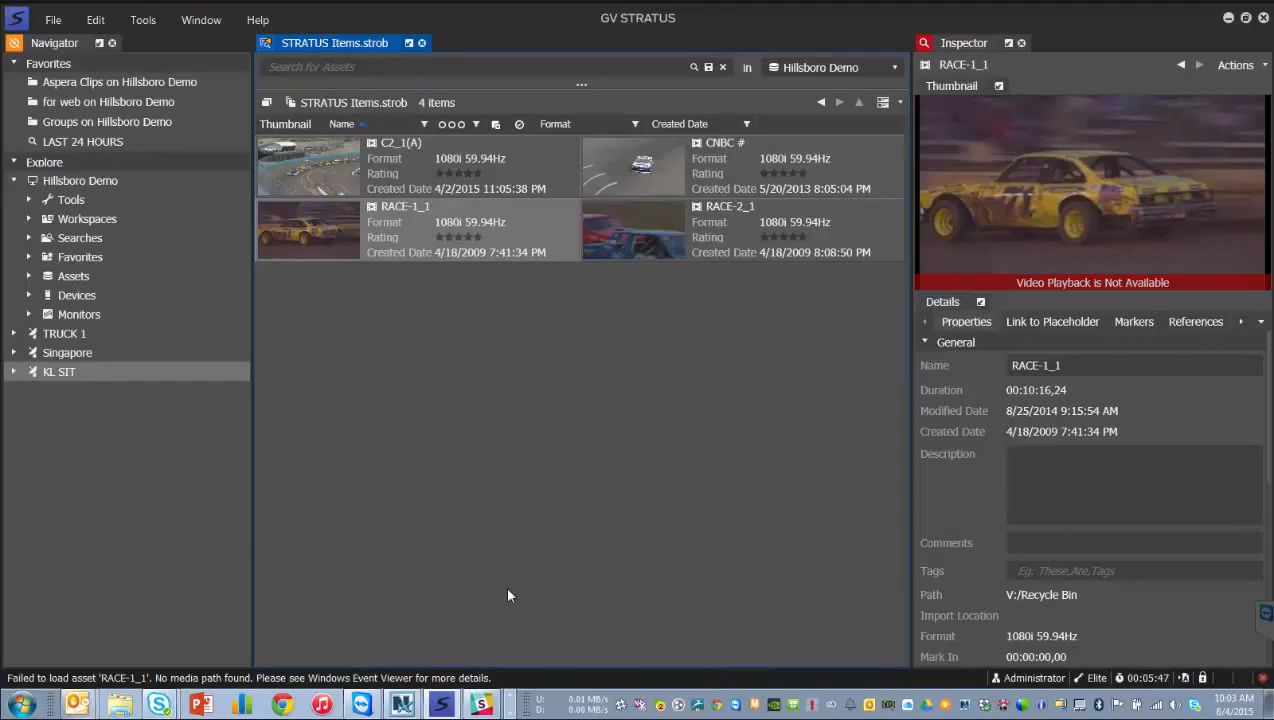 File Edit Tools Window Help
GV STRATUS
Navigator
STRATUS Items.strob
Inspector
Favorites
Aspera Clips on Hillsboro Demo
for web on Hillsboro Demo
Groups on Hillsboro Demo
LAST 24 HOURS
Explore
Hillsboro Demo
Tools
Workspaces
Searches
Favorites
Assets
Devices
Monitors
TRUCK 1
Singapore
KL SIT
Search for Assets
in
Hillsboro Demo
STRATUS Items.strob 4 items
Thumbnail Name Format Created Date
C2_1(A)
Format 1080i 59.94Hz
Rating
Created Date 4/2/2015 11:05:38 PM
CNBC #
Format 1080i 59.94Hz
Rating
Created Date 5/20/2013 8:05:04 PM
RACE-1_1
Format 1080i 59.94Hz
Rating
Created Date 4/18/2009 7:41:34 PM
RACE-2_1
Format 1080i 59.94Hz
Rating
Created Date 4/18/2009 8:08:50 PM
RACE-1_1 Actions
Thumbnail
Video Playback is Not Available
Details
Properties Link to Placeholder Markers References
General
Name RACE-1_1
Duration 00:10:16,24
Modified Date 8/25/2014 9:15:54 AM
Created Date 4/18/2009 7:41:34 PM
Description
Comments
Tags Eg: These,Are,Tags
Path V:/Recycle Bin
Import Location
Format 1080i 59.94Hz
Mark In 00:00:00,00
Failed to load asset 'RACE-1_1'. No media path found. Please see Windows Event Viewer for more details.
Administrator Elite 00:05:47
U: 0.01 MB/s
D: 0.00 MB/s
10:03 AM
6/4/2015